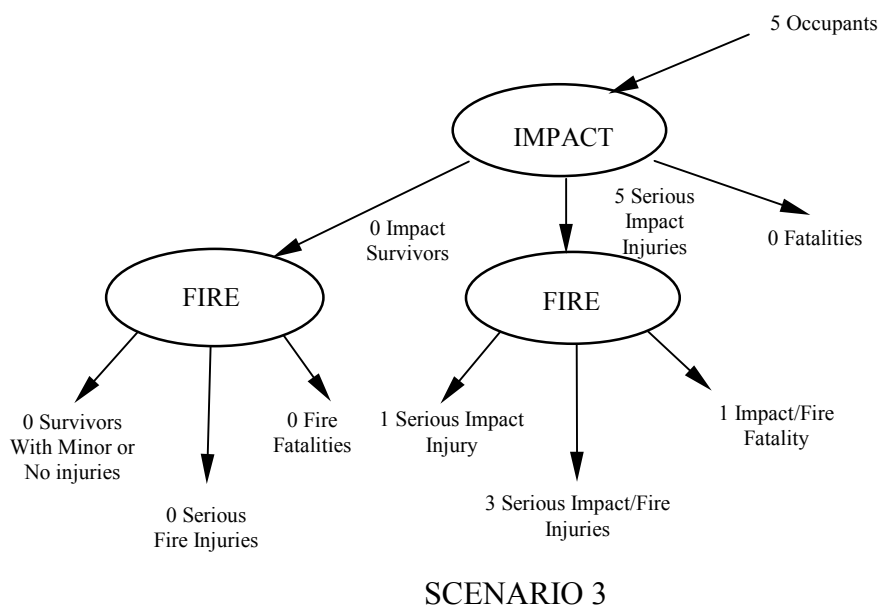 5 Occupants
IMPACT
0 Impact
Survivors
5 Serious
Impact
Injuries
0 Fatalities
FIRE
FIRE
0 Survivors
With Minor or
No injuries
0 Serious
Fire Injuries
0 Fire
Fatalities
1 Serious Impact
Injury
3 Serious Impact/Fire
Injuries
1 Impact/Fire
Fatality
SCENARIO 3